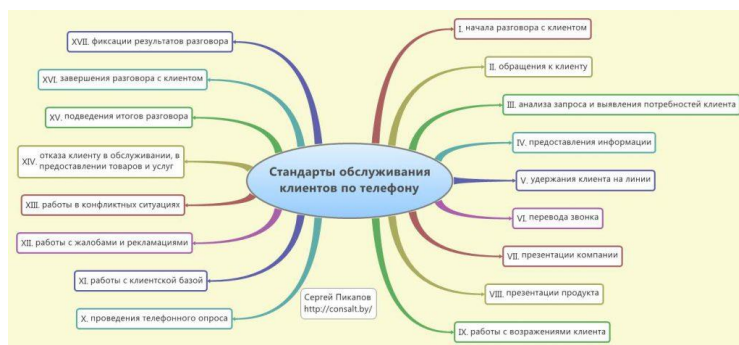 Стандарты обслуживания
клиентов по телефону
I. начала разговора с клиентом
II. обращения к клиенту
III. анализа запроса и выявления потребностей клиента
IV. предоставления информации
V. удержания клиента на линии
VI. перевода звонка
VII. презентации компании
VIII. презентации продукта
IX. работы с возражениями клиента
X. проведения телефонного опроса
XI. работы с клиентской базой
XII. работы с жалобами и рекламациями
XIII. работы в конфликтных ситуациях
XIV. отказа клиенту в обслуживании, в
предоставлении товаров и услуг
XV. подведения итогов разговора
XVI. завершения разговора с клиентом
XVII. фиксации результатов разговора
Сергей Пикапов
http://consalt.by/